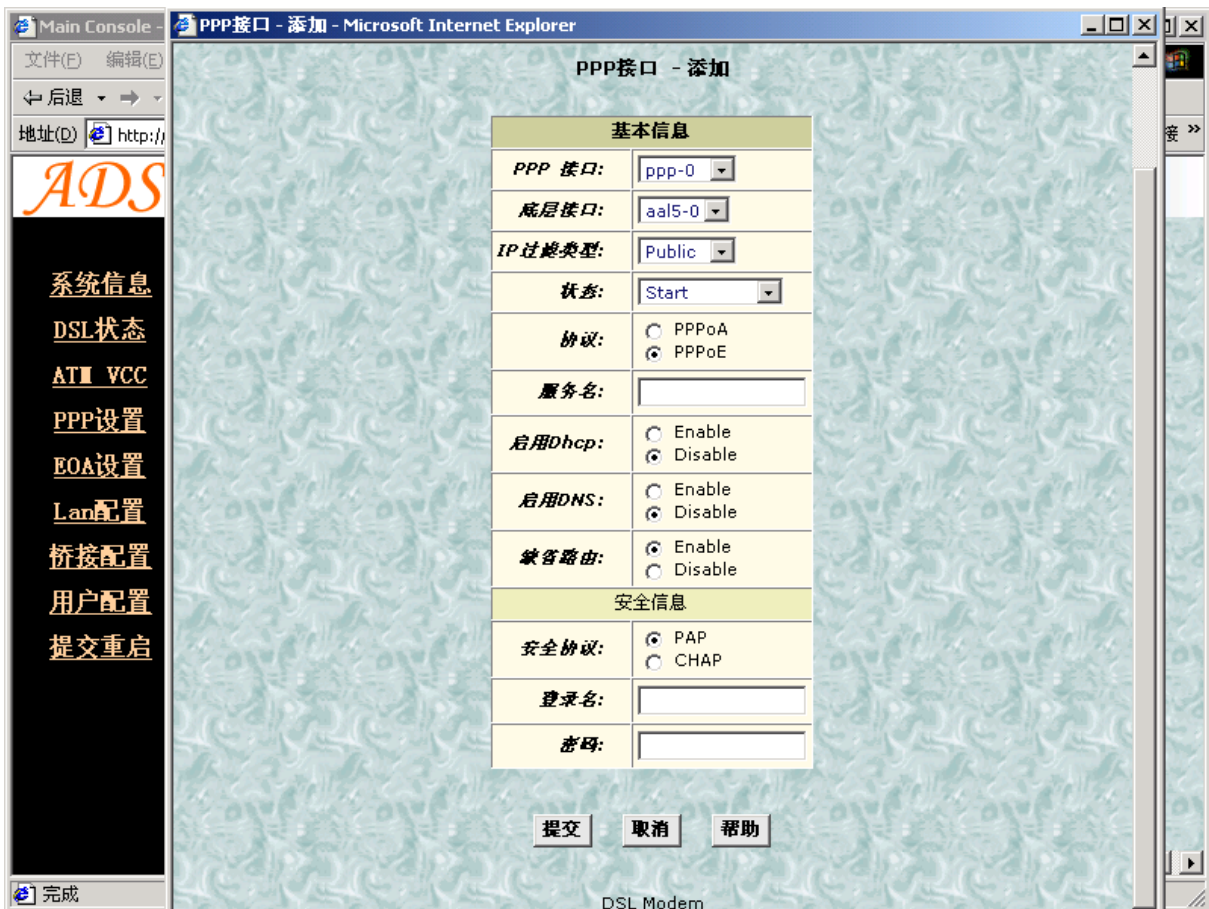 Main Console -
文件(F) 编辑(E)
后退
地址(D) http://
ADS
系统信息
DSL状态
ATM VCC
PPP设置
EOA设置
Lan配置
桥接配置
用户配置
提交重启
完成
PPP接口 - 添加 - Microsoft Internet Explorer
PPP接口 - 添加
基本信息
PPP 接口: ppp-0
底层接口: aal5-0
IP过滤类型: Public
状态: Start
协议: PPPoA
PPPoE
服务名:
启用Dhcp: Enable
Disable
启用DNS: Enable
Disable
缺省路由: Enable
Disable
安全信息
安全协议: PAP
CHAP
登录名:
密码:
提交 取消 帮助
DSL Modem
接 »